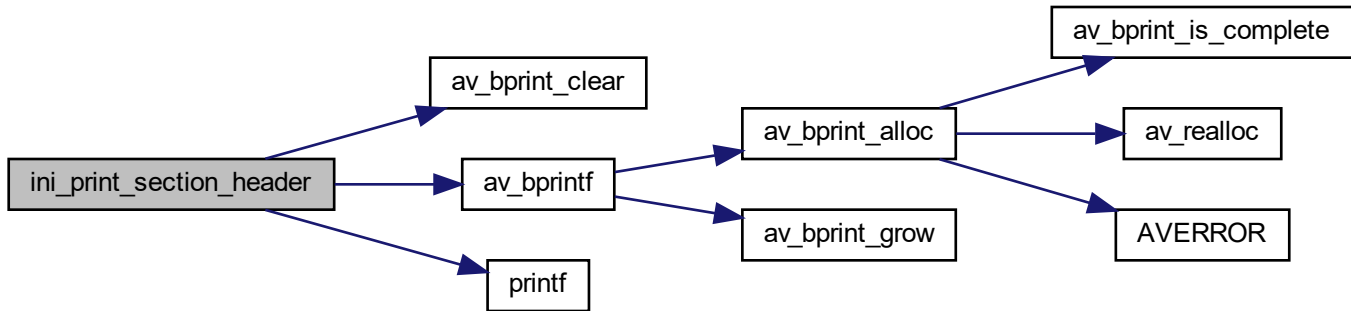 ini_print_section_header
av_bprint_clear
av_bprintf
printf
av_bprint_alloc
av_bprint_grow
av_bprint_is_complete
av_realloc
AVERROR